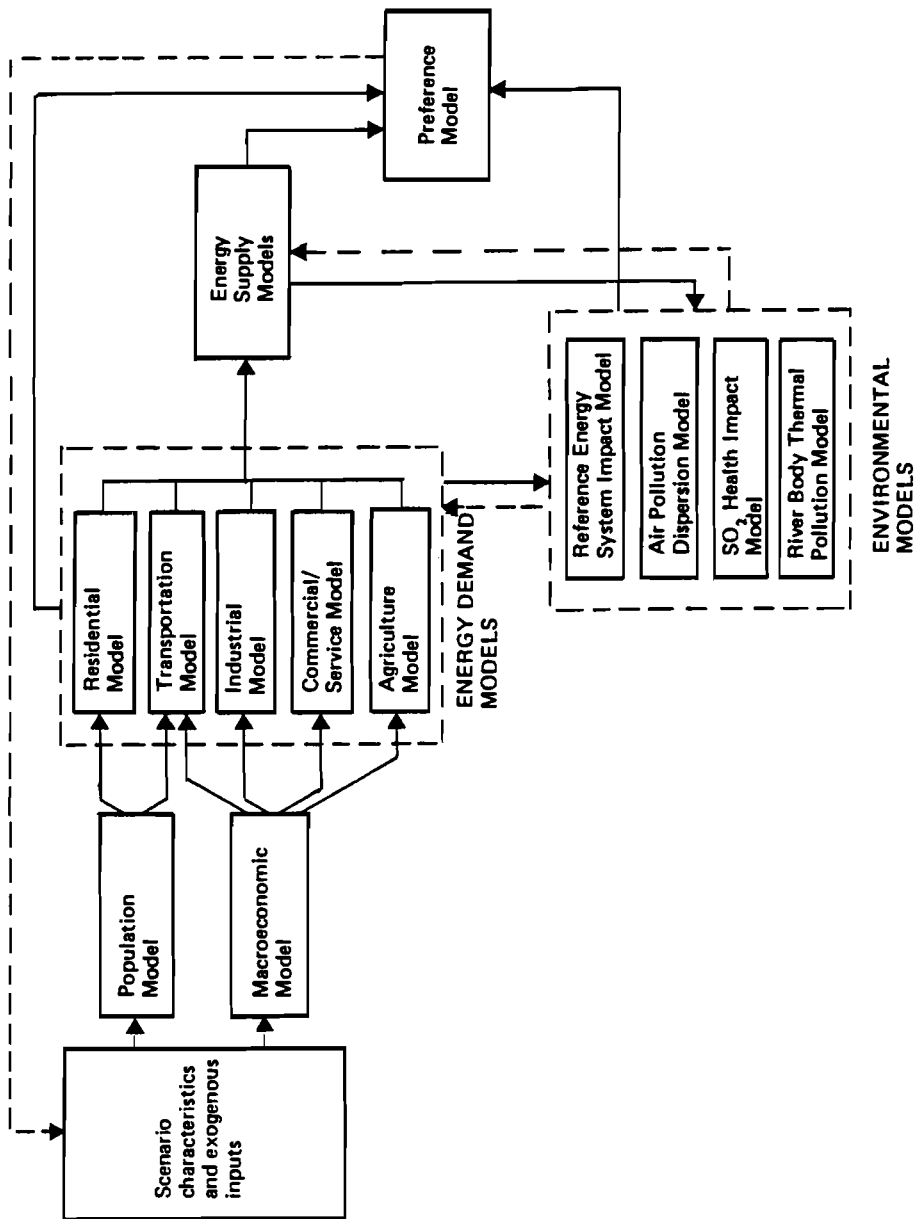 Scenario
characteristics
and exogenous
inputs
Population
Model
Macroeconomic
Model
Residential
Model
Transportation
Model
Industrial
Model
Commercial/
Service Model
Agriculture
Model
ENERGY DEMAND
MODELS
Energy
Supply
Models
Preference
Model
Reference Energy
System Impact Model
Air Pollution
Dispersion Model
SO₂ Health Impact
Model
River Body Thermal
Pollution Model
ENVIRONMENTAL
MODELS